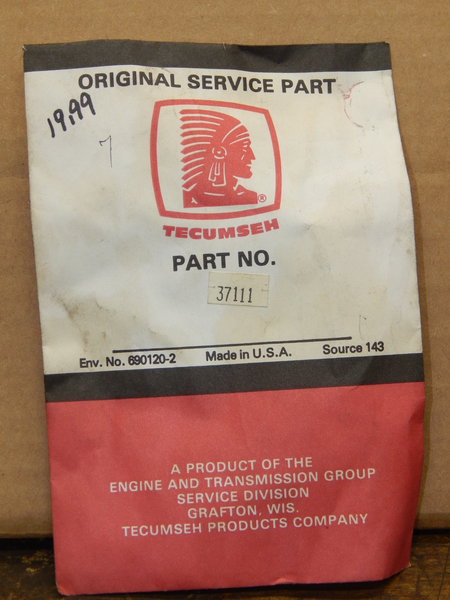 ORIGINAL SERVICE PART
19.99
7
®
TECUMSEH
PART NO.
37111
Env. No. 690120-2 Made in U.S.A. Source 143
A PRODUCT OF THE
ENGINE AND TRANSMISSION GROUP
SERVICE DIVISION
GRAFTON, WIS.
TECUMSEH PRODUCTS COMPANY